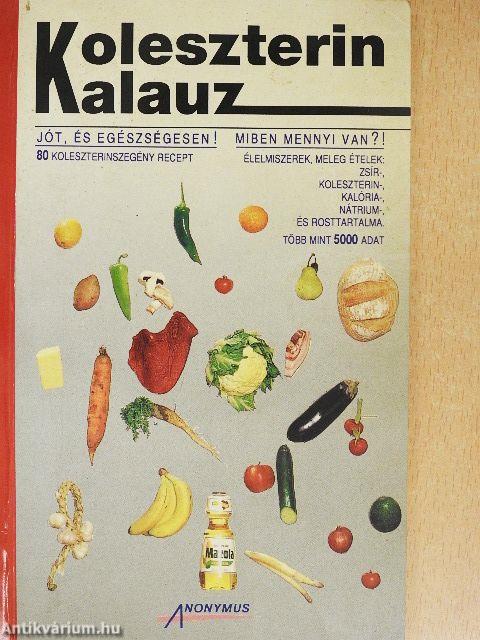 Koleszterin
Kalauz
JÓT, ÉS EGÉSZSÉGESEN!
80 KOLESZTERINSZEGÉNY RECEPT
MIBEN MENNYI VAN?!
ÉLELMISZEREK, MELEG ÉTELEK:
ZSÍR-,
KOLESZTERIN-,
KALÓRIA-,
NÁTRIUM-,
ÉS ROSTTARTALMA.
TÖBB MINT 5000 ADAT
Mazola
ANONYMUS
Antikvárium.hu